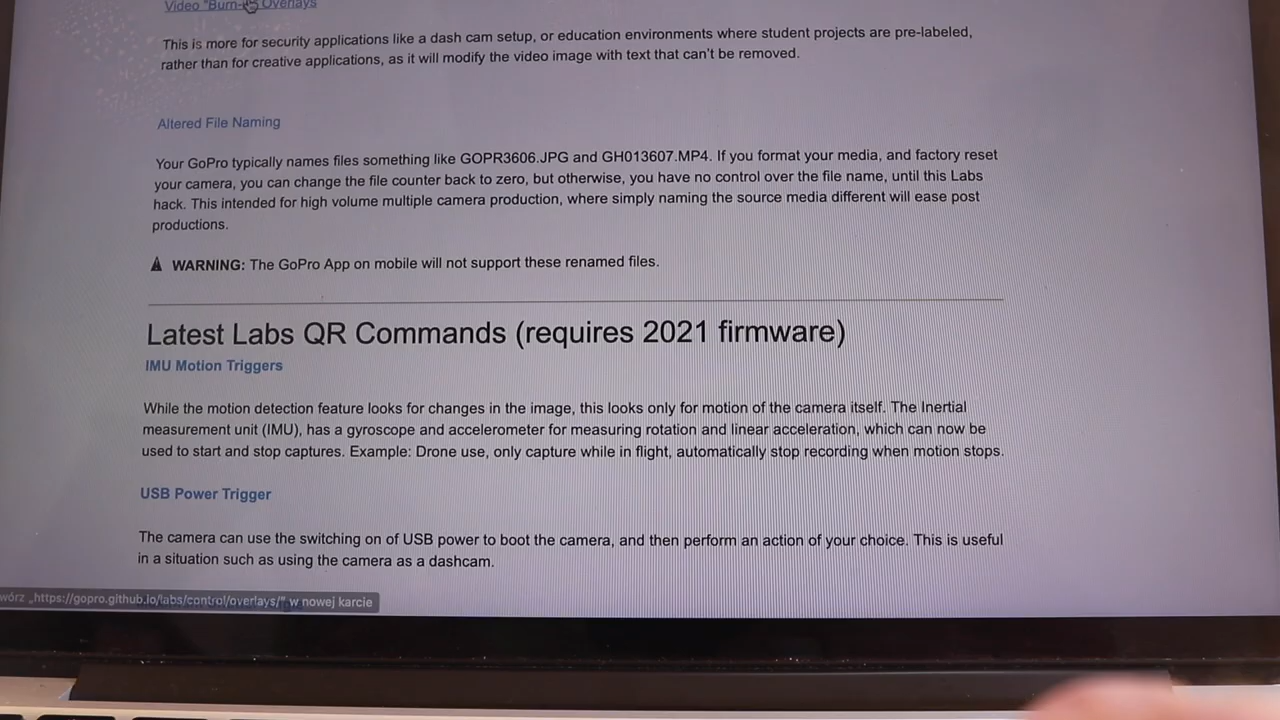 Video "Burn-in" Overlays
This is more for security applications like a dash cam setup, or education environments where student projects are pre-labeled,
rather than for creative applications, as it will modify the video image with text that can't be removed.
Altered File Naming
Your GoPro typically names files something like GOPR3606.JPG and GH013607.MP4. If you format your media, and factory reset
your camera, you can change the file counter back to zero, but otherwise, you have no control over the file name, until this Labs
hack. This intended for high volume multiple camera production, where simply naming the source media different will ease post
productions.
WARNING: The GoPro App on mobile will not support these renamed files.
Latest Labs QR Commands (requires 2021 firmware)
IMU Motion Triggers
While the motion detection feature looks for changes in the image, this looks only for motion of the camera itself. The Inertial
measurement unit (IMU), has a gyroscope and accelerometer for measuring rotation and linear acceleration, which can now be
used to start and stop captures. Example: Drone use, only capture while in flight, automatically stop recording when motion stops.
USB Power Trigger
The camera can use the switching on of USB power to boot the camera, and then perform an action of your choice. This is useful
in a situation such as using the camera as a dashcam.
wórz „https://gopro.github.io/labs/control/overlays/" w nowej karcie